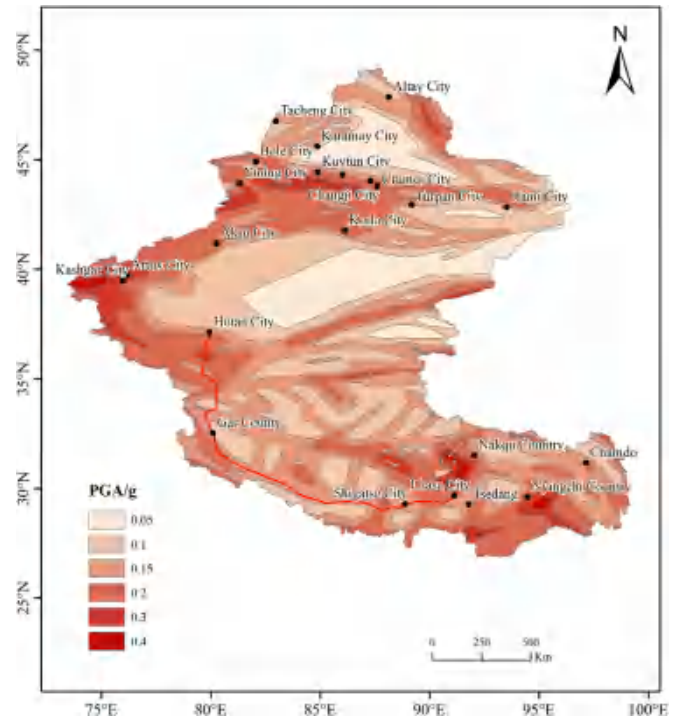 N
50°N
45°N
40°N
35°N
30°N
25°N
Altay City
Tacheng City
Karamay City
Bole City
Kuytun City
Yining City
Changji City
Turpan City
Hami City
Korla City
Aksu City
Kashgar City
Hotan City
Gar County
Nakqu Country
Chamdo
Shigatse City
Tsedang
PGA/g
0.05
0.1
0.15
0.2
0.3
0.4
0
250
500
Km
75°E
80°E
85°E
90°E
95°E
100°E